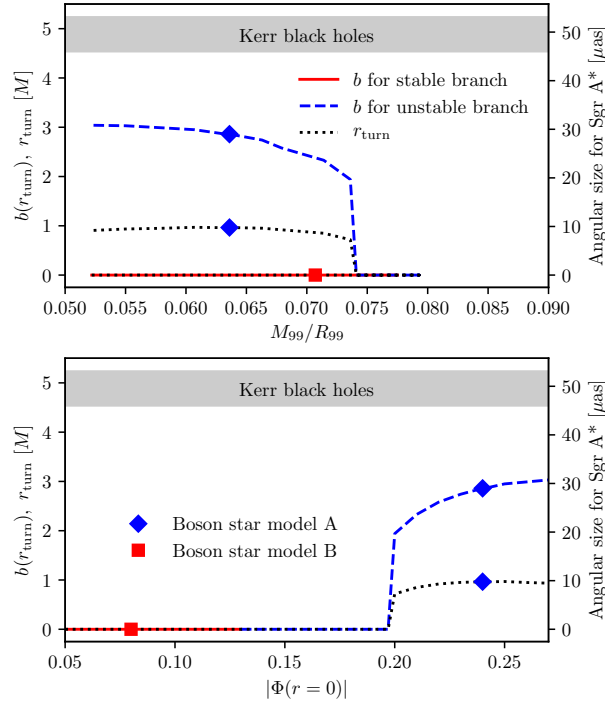 Kerr black holes
b for stable branch
b for unstable branch
r_turn
5
4
3
2
1
0
b(r_turn), r_turn [M]
50
40
30
20
10
0
Angular size for Sgr A* [μas]
0.050 0.055 0.060 0.065 0.070 0.075 0.080 0.085 0.090
M_99/R_99
Kerr black holes
Boson star model A
Boson star model B
5
4
3
2
1
0
b(r_turn), r_turn [M]
50
40
30
20
10
0
Angular size for Sgr A* [μas]
0.05 0.10 0.15 0.20 0.25
|Φ(r = 0)|